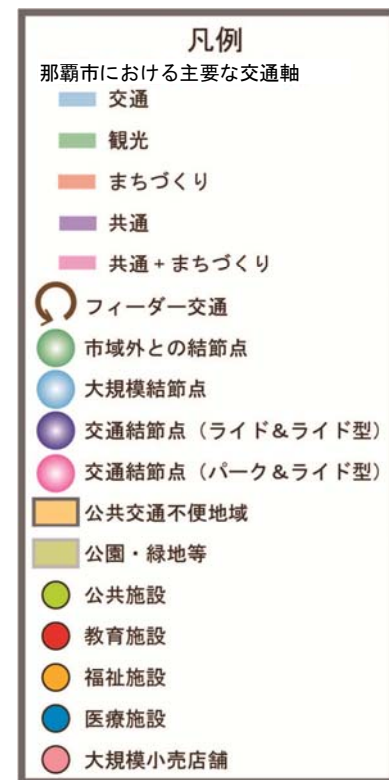 凡例
那覇市における主要な交通軸
交通
観光
まちづくり
共通
共通+まちづくり
フィーダー交通
市域外との結節点
大規模結節点
交通結節点（ライド&ライド型）
交通結節点（パーク&ライド型）
公共交通不便地域
公園・緑地等
公共施設
教育施設
福祉施設
医療施設
大規模小売店舗